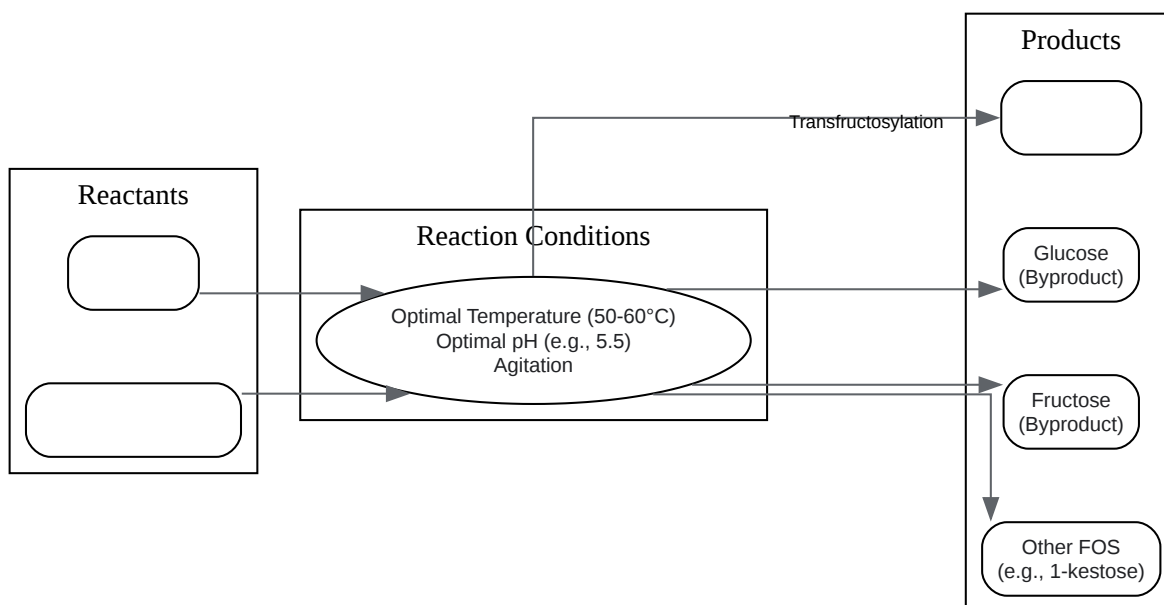 Products
Transfructosylation
Reactants
Reaction Conditions
Glucose
(Byproduct)
Optimal Temperature (50-60°C)
Optimal pH (e.g., 5.5)
Agitation
Fructose
(Byproduct)
Other FOS
(e.g., 1-kestose)